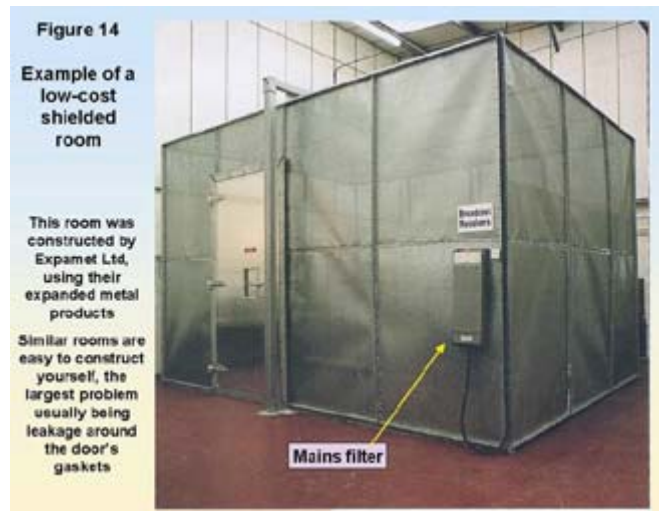 Figure 14
Example of a
low-cost
shielded
room
This room was
constructed by
Expamet Ltd,
using their
expanded metal
products
Similar rooms are
easy to construct
yourself, the
largest problem
usually being
leakage around
the door's
gaskets
Mains filter